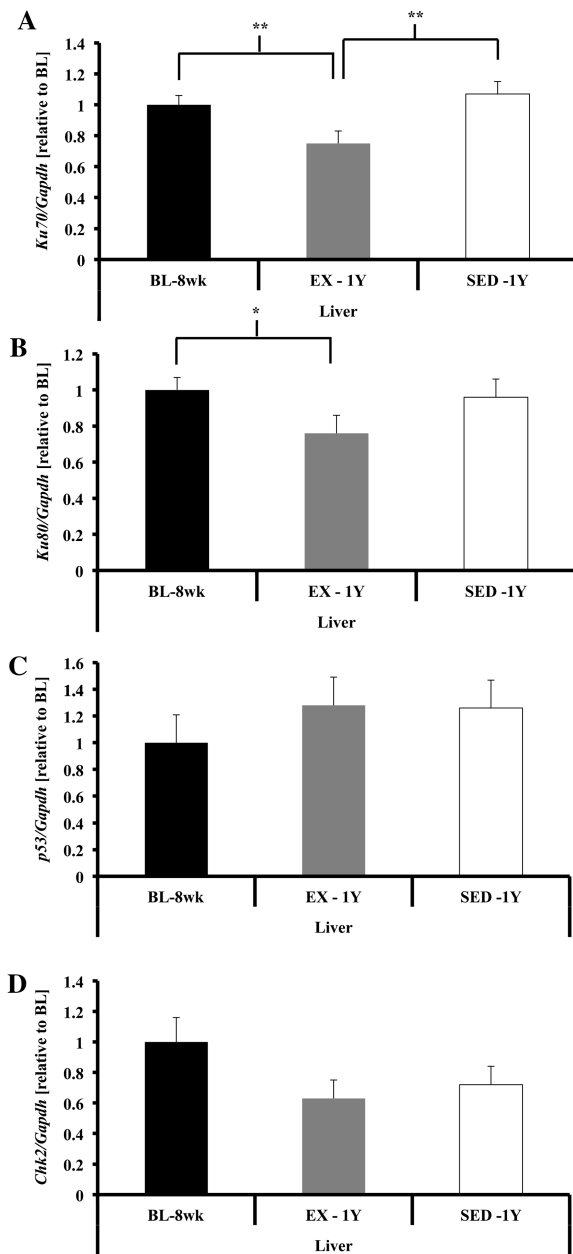 A
**
**
Ku70/Gapdh [relative to BL]
1.4
1.2
1
0.8
0.6
0.4
0.2
0
BL-8wk
EX - 1Y
SED -1Y
Liver
B
*
Ku80/Gapdh [relative to BL]
1.2
1
0.8
0.6
0.4
0.2
0
BL-8wk
EX - 1Y
SED -1Y
Liver
C
p53/Gapdh [relative to BL]
1.6
1.4
1.2
1
0.8
0.6
0.4
0.2
0
BL-8wk
EX - 1Y
SED -1Y
Liver
D
Chk2/Gapdh [relative to BL]
1.4
1.2
1
0.8
0.6
0.4
0.2
0
BL-8wk
EX - 1Y
SED -1Y
Liver